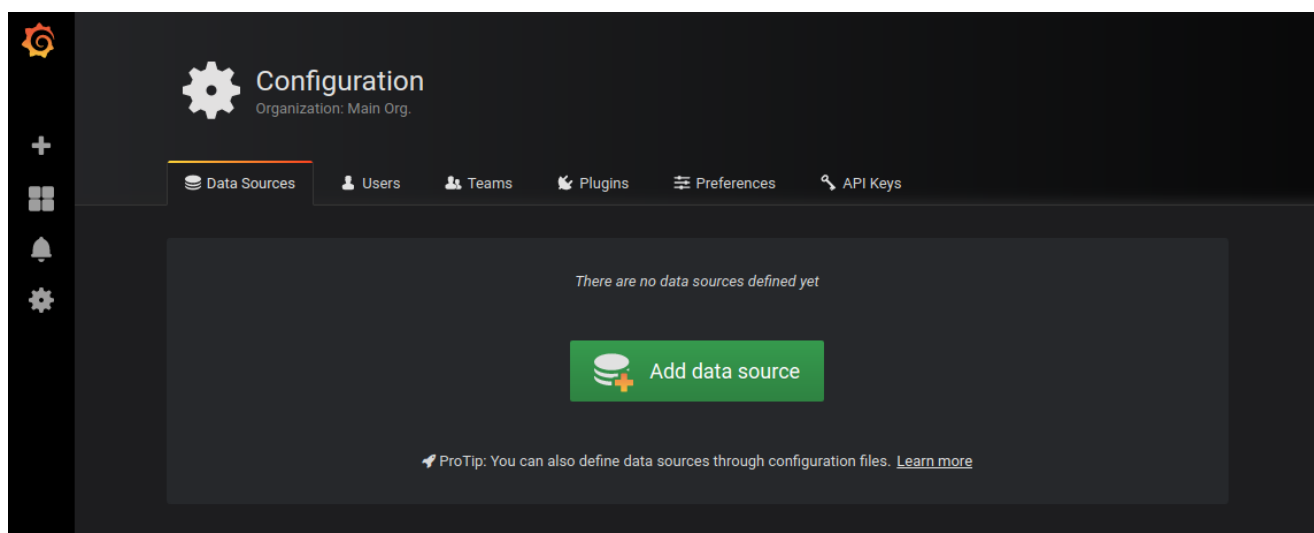 Configuration
Organization: Main Org.
Data Sources Users Teams Plugins Preferences API Keys
There are no data sources defined yet
Add data source
ProTip: You can also define data sources through configuration files. Learn more